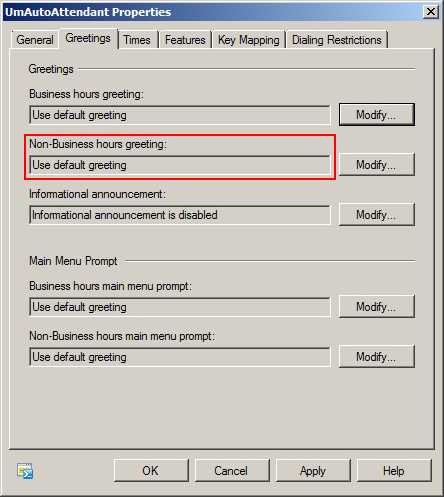 UmAutoAttendant Properties
General Greetings Times Features Key Mapping Dialing Restrictions
Greetings
Business hours greeting:
Use default greeting Modify...
Non-Business hours greeting:
Use default greeting Modify...
Informational announcement:
Informational announcement is disabled Modify...
Main Menu Prompt
Business hours main menu prompt:
Use default greeting Modify...
Non-Business hours main menu prompt:
Use default greeting Modify...
OK Cancel Apply Help